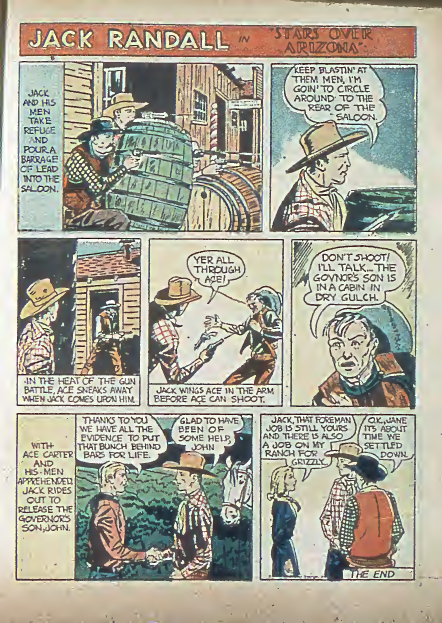 JACK RANDALL IN "STARS OVER
ARIZONA"
JACK
AND HIS
MEN
TAKE
REFUGE
AND
POUR A
BARRAGE
OF LEAD
INTO THE
SALOON.
KEEP BLASTIN' AT
THEM MEN, I'M
GOIN' TO CIRCLE
AROUND TO THE
REAR OF THE
SALOON.
IN THE HEAT OF THE GUN
BATTLE, ACE SNEAKS AWAY
WHEN JACK COMES UPON HIM.
YER ALL
THROUGH
ACE!
JACK WINGS ACE IN THE ARM
BEFORE ACE CAN SHOOT.
DON'T SHOOT!
I'LL TALK... THE
GOVNOR'S SON IS
IN A CABIN IN
DRY GULCH.
WITH
ACE CARTER
AND
HIS MEN
APPREHENDED,
JACK RIDES
OUT TO
RELEASE THE
GOVERNOR'S
SON, JOHN.
THANKS TO YOU
WE HAVE ALL THE
EVIDENCE TO PUT
THAT BUNCH BEHIND
BARS FOR LIFE.
GLAD TO HAVE
BEEN OF
SOME HELP,
JOHN
JACK, THAT FOREMAN
JOB IS STILL YOURS
AND THERE IS ALSO
A JOB ON MY
RANCH FOR
GRIZZLY.
O.K., JANE
IT'S ABOUT
TIME WE
SETTLED
DOWN.
THE END